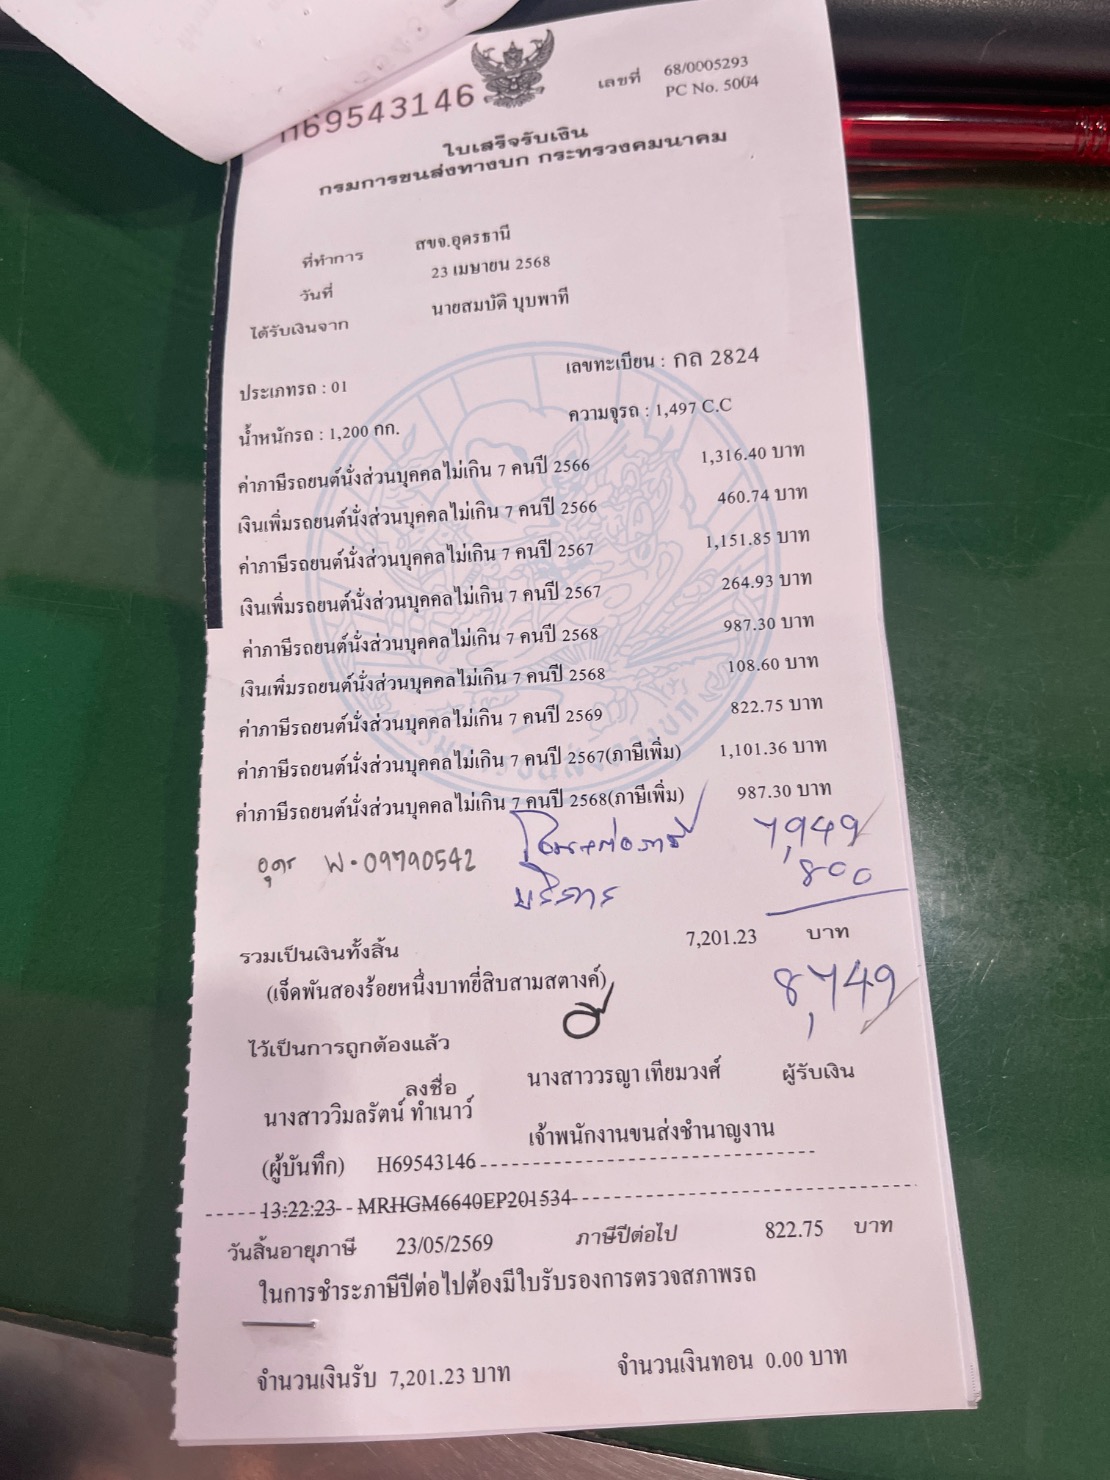 H69543146
เลขที่ 68/0005293
PC No. 5004
ใบเสร็จรับเงิน
กรมการขนส่งทางบก กระทรวงคมนาคม
ที่ทำการ สขจ.อุดรธานี
วันที่ 23 เมษายน 2568
ได้รับเงินจาก นายสมบัติ บุบพาที
ประเภทรถ : 01 เลขทะเบียน : กล 2824
น้ำหนักรถ : 1,200 กก. ความจุรถ : 1,497 C.C
ค่าภาษีรถยนต์นั่งส่วนบุคคลไม่เกิน 7 คนปี 2566 1,316.40 บาท
เงินเพิ่มรถยนต์นั่งส่วนบุคคลไม่เกิน 7 คนปี 2566 460.74 บาท
ค่าภาษีรถยนต์นั่งส่วนบุคคลไม่เกิน 7 คนปี 2567 1,151.85 บาท
เงินเพิ่มรถยนต์นั่งส่วนบุคคลไม่เกิน 7 คนปี 2567 264.93 บาท
ค่าภาษีรถยนต์นั่งส่วนบุคคลไม่เกิน 7 คนปี 2568 987.30 บาท
เงินเพิ่มรถยนต์นั่งส่วนบุคคลไม่เกิน 7 คนปี 2568 108.60 บาท
ค่าภาษีรถยนต์นั่งส่วนบุคคลไม่เกิน 7 คนปี 2569 822.75 บาท
ค่าภาษีรถยนต์นั่งส่วนบุคคลไม่เกิน 7 คนปี 2567(ภาษีเพิ่ม) 1,101.36 บาท
ค่าภาษีรถยนต์นั่งส่วนบุคคลไม่เกิน 7 คนปี 2568(ภาษีเพิ่ม) 987.30 บาท
อุดร พ.09790542 7,949
บริการ 800
รวมเป็นเงินทั้งสิ้น 7,201.23 บาท
(เจ็ดพันสองร้อยหนึ่งบาทยี่สิบสามสตางค์) 8,749
ไว้เป็นการถูกต้องแล้ว
ลงชื่อ นางสาววรญา เทียมวงศ์ ผู้รับเงิน
นางสาววิมลรัตน์ ทำเนาว์ เจ้าพนักงานขนส่งชำนาญงาน
(ผู้บันทึก) H69543146
13:22:23 MRHGM6640EP201534
วันสิ้นอายุภาษี 23/05/2569 ภาษีปีต่อไป 822.75 บาท
ในการชำระภาษีปีต่อไปต้องมีใบรับรองการตรวจสภาพรถ
จำนวนเงินรับ 7,201.23 บาท จำนวนเงินทอน 0.00 บาท